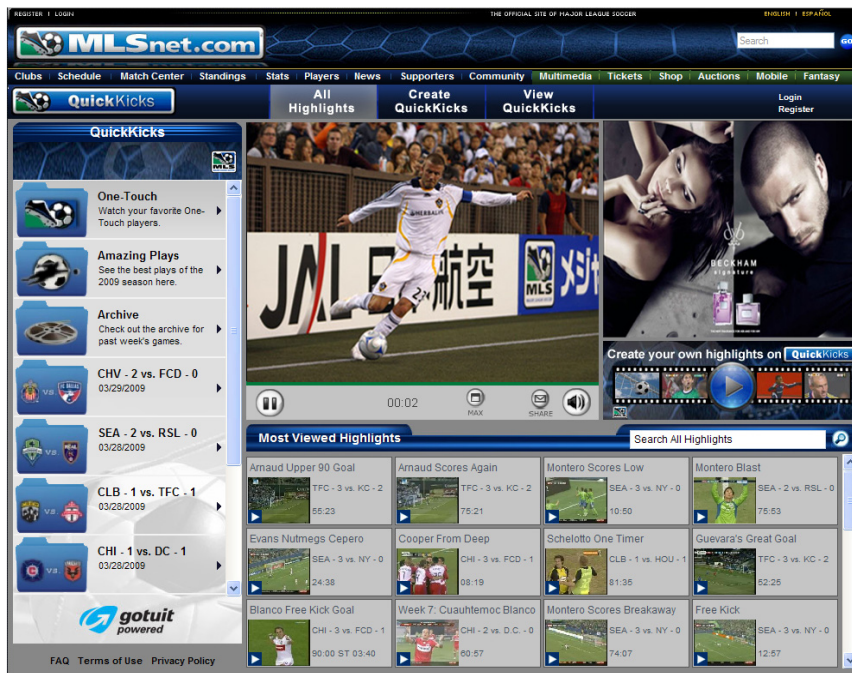 REGISTER | LOGIN
THE OFFICIAL SITE OF MAJOR LEAGUE SOCCER
ENGLISH | ESPAÑOL
MLSnet.com
Search
GO
Clubs Schedule Match Center Standings Stats Players News Supporters Community Multimedia Tickets Shop Auctions Mobile Fantasy
QuickKicks
All Highlights
Create QuickKicks
View QuickKicks
Login
Register
QuickKicks
MLS
One-Touch
Watch your favorite One-
Touch players.
Amazing Plays
See the best plays of the
2009 season here.
Archive
Check out the archive for
past week's games.
CHV - 2 vs. FCD - 0
03/29/2009
vs.
SEA - 2 vs. RSL - 0
03/28/2009
vs.
CLB - 1 vs. TFC - 1
03/28/2009
vs.
CHI - 1 vs. DC - 1
03/28/2009
vs.
gotuit
powered
FAQ Terms of Use Privacy Policy
HERBALIFE
23
JAL
航空
MLS
メジャ
00:02
MAX
SHARE
BECKHAM
signature
Create your own highlights on QuickKicks
Most Viewed Highlights
Search All Highlights
Arnaud Upper 90 Goal
TFC - 3 vs. KC - 2
55:23
Arnaud Scores Again
TFC - 3 vs. KC - 2
75:21
Montero Scores Low
SEA - 3 vs. NY - 0
10:50
Montero Blast
SEA - 2 vs. RSL - 0
75:53
Evans Nutmegs Cepero
SEA - 3 vs. NY - 0
24:38
Cooper From Deep
CHI - 3 vs. FCD - 1
08:19
Schelotto One Timer
CLB - 1 vs. HOU - 1
81:35
Guevara's Great Goal
TFC - 3 vs. KC - 2
52:25
Blanco Free Kick Goal
CHI - 3 vs. FCD - 1
90:00 ST 03:40
Week 7: Cuauhtemoc Blanco
CHI - 2 vs. D.C. - 0
60:57
Montero Scores Breakaway
SEA - 3 vs. NY - 0
74:07
Free Kick
SEA - 3 vs. NY - 0
12:57